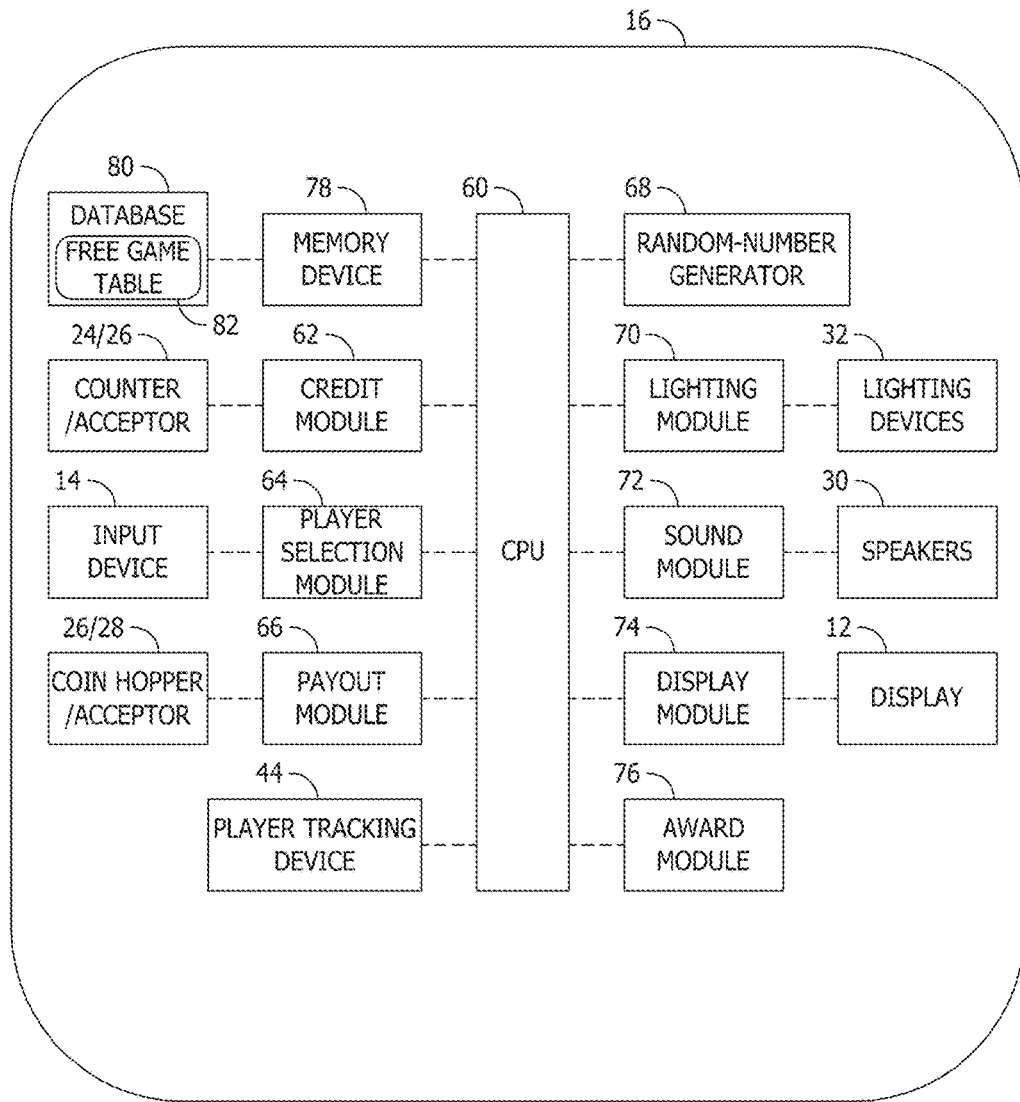 16
80
DATABASE
FREE GAME
TABLE
82
78
MEMORY
DEVICE
60
CPU
68
RANDOM-NUMBER
GENERATOR
24/26
COUNTER
/ACCEPTOR
62
CREDIT
MODULE
70
LIGHTING
MODULE
32
LIGHTING
DEVICES
14
INPUT
DEVICE
64
PLAYER
SELECTION
MODULE
72
SOUND
MODULE
30
SPEAKERS
26/28
COIN HOPPER
/ACCEPTOR
66
PAYOUT
MODULE
74
DISPLAY
MODULE
12
DISPLAY
44
PLAYER TRACKING
DEVICE
76
AWARD
MODULE